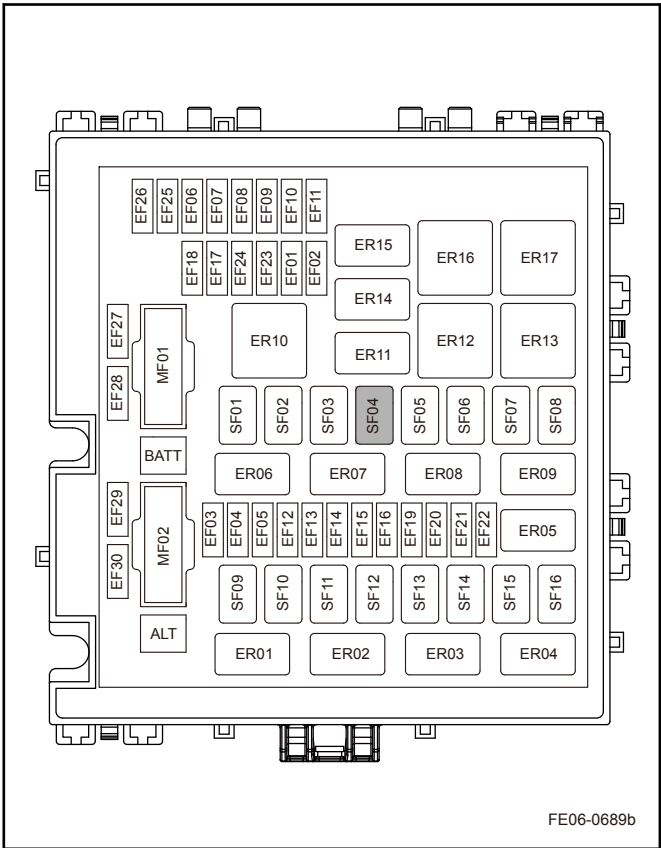 EF26 EF25 EF06 EF07 EF08 EF09 EF10 EF11
EF18 EF17 EF24 EF23 EF01 EF02
ER15 ER16 ER17
ER14
EF27 MF01 ER10 ER11 ER12 ER13
EF28 SF01 SF02 SF03 SF04 SF05 SF06 SF07 SF08
BATT ER06 ER07 ER08 ER09
EF29 MF02 EF03 EF04 EF05 EF12 EF13 EF14 EF15 EF16 EF19 EF20 EF21 EF22 ER05
EF30 SF09 SF10 SF11 SF12 SF13 SF14 SF15 SF16
ALT ER01 ER02 ER03 ER04
FE06-0689b